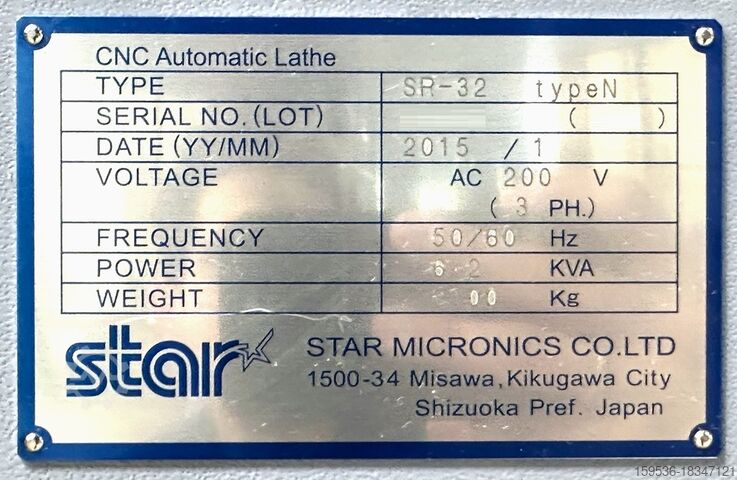 CNC Automatic Lathe
TYPE SR-32 typeN
SERIAL NO.(LOT) ( )
DATE (YY/MM) 2015 / 1
VOLTAGE AC 200 V
( 3 PH.)
FREQUENCY 50/60 Hz
POWER KVA
WEIGHT Kg
star
STAR MICRONICS CO.LTD
1500-34 Misawa,Kikugawa City
Shizuoka Pref. Japan
159536-18347121